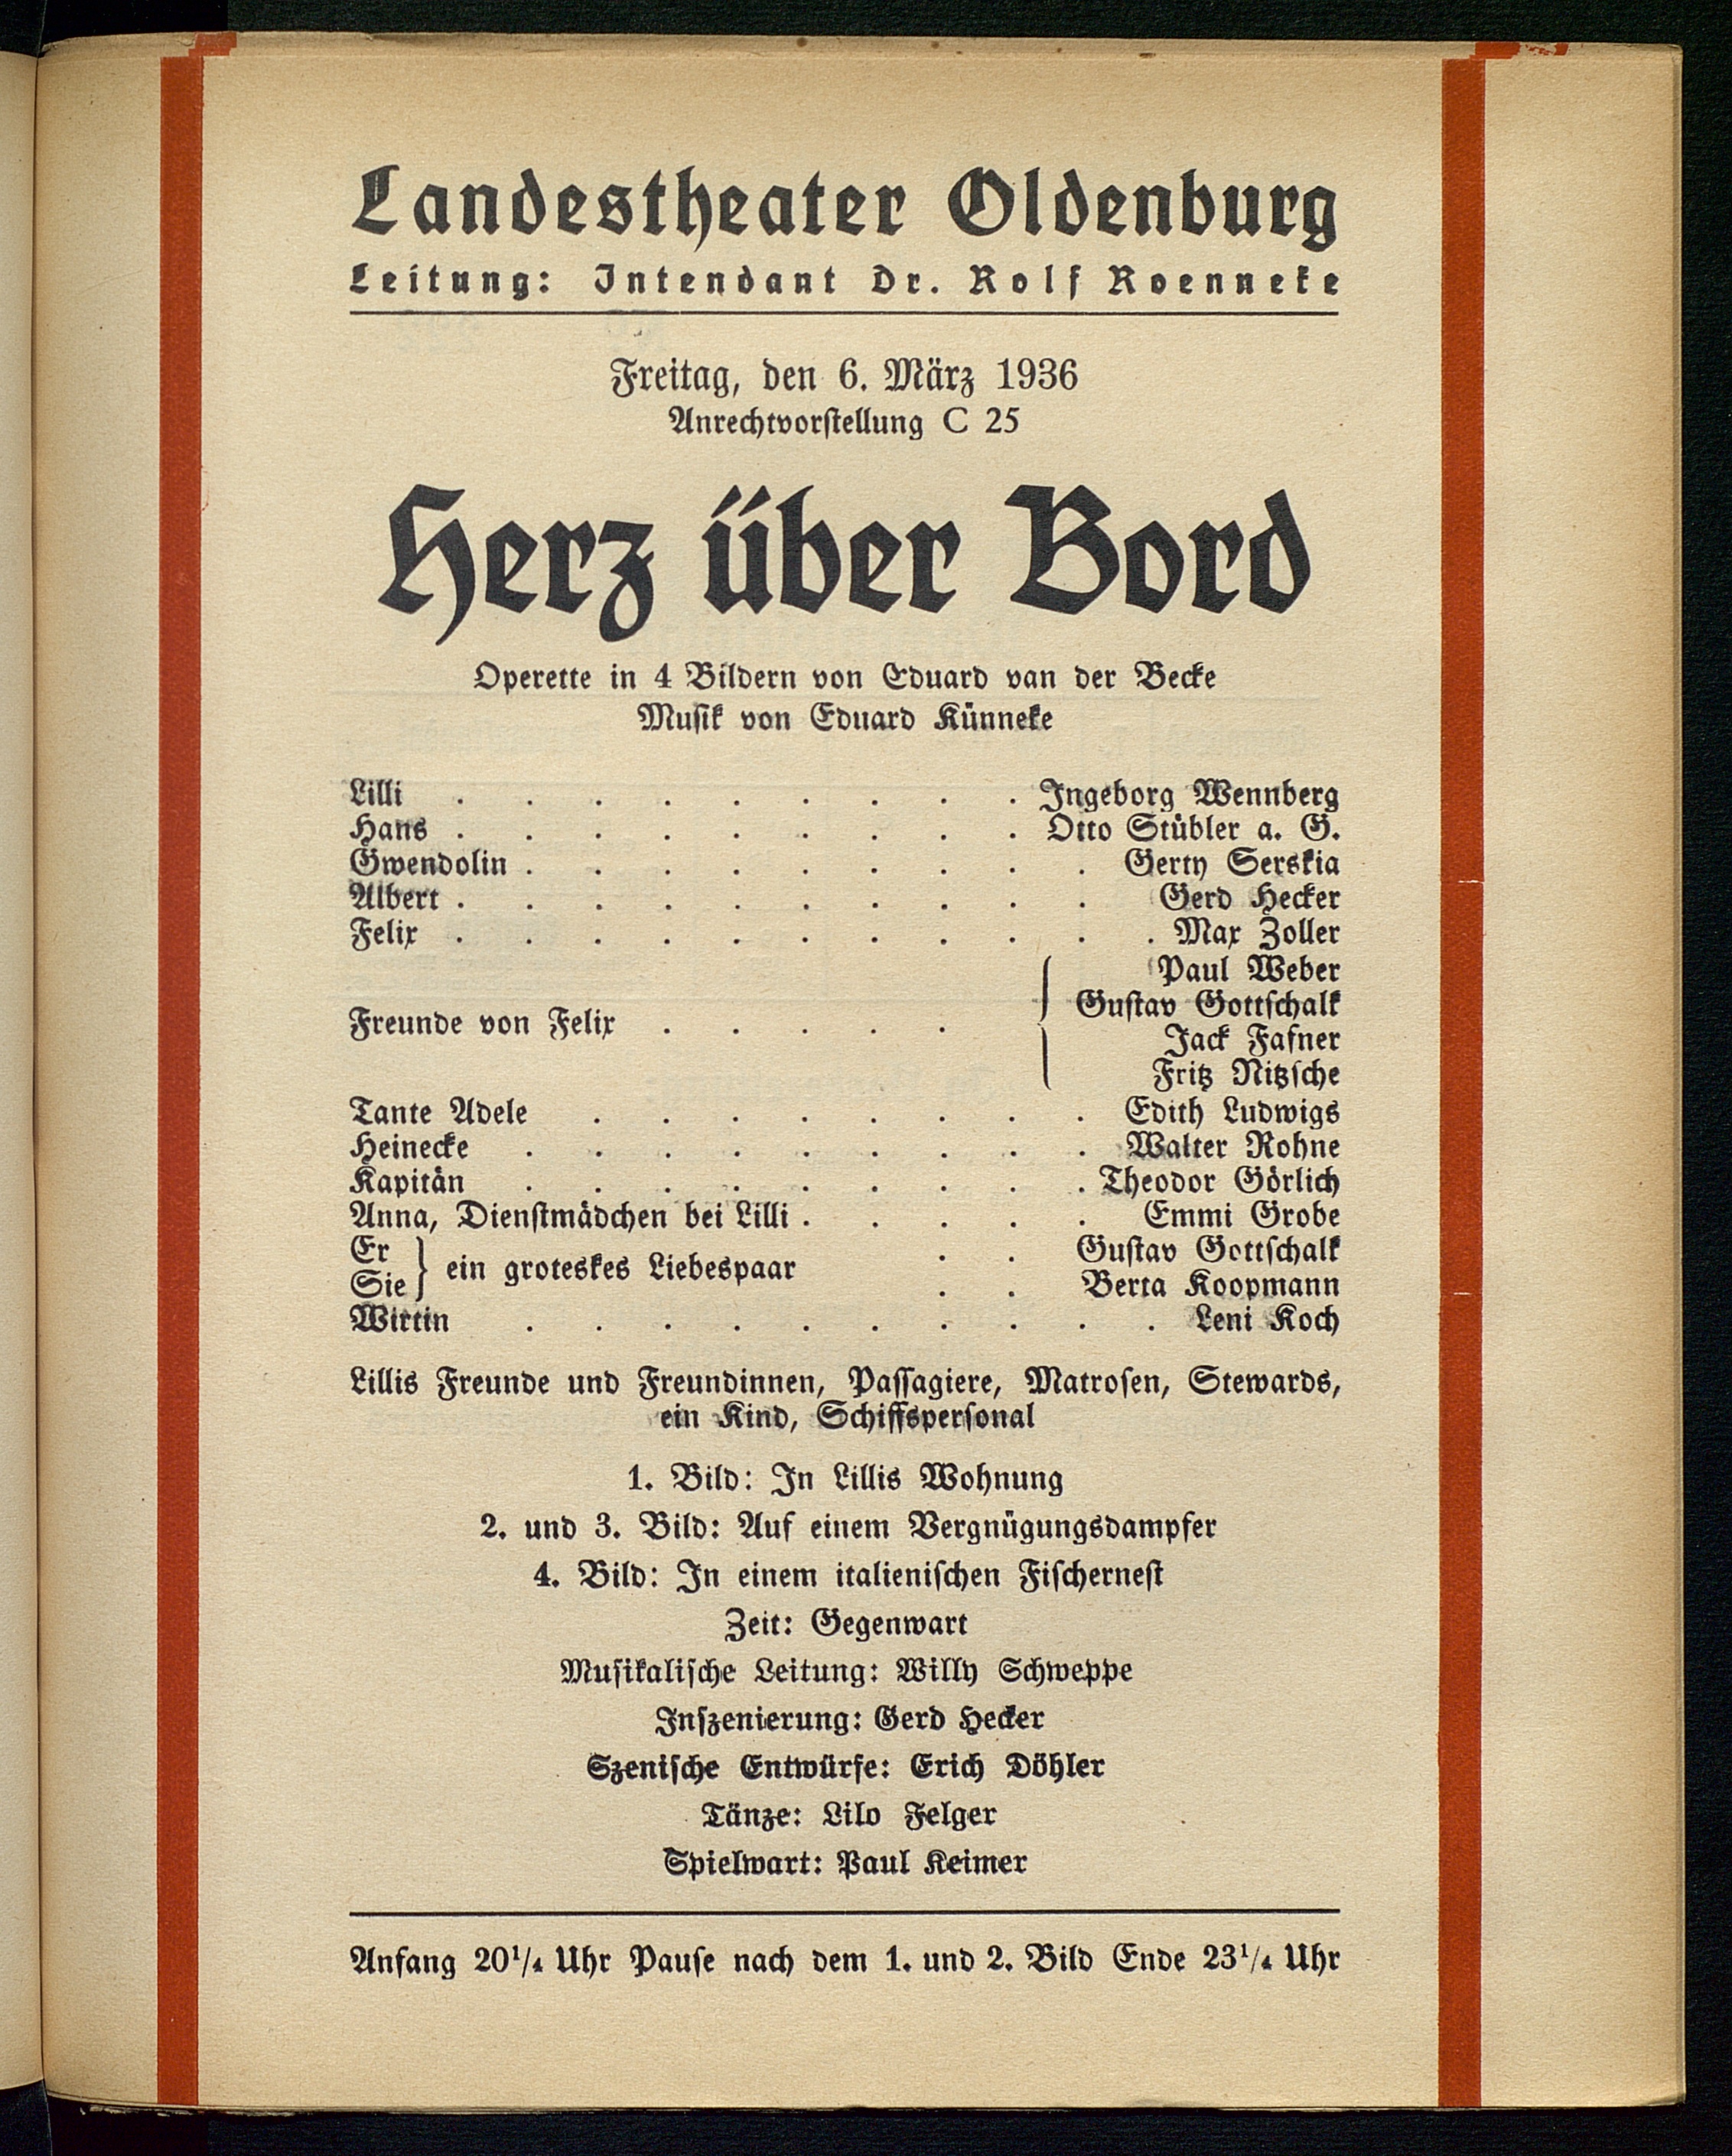 Landestheater Oldenburg
Leitung: Intendant Dr. Rolf Roenneke
Freitag, den 6. März 1936
Anrechtvorstellung C 25
Herz über Bord
Operette in 4 Bildern von Eduard van der Becke
Musik von Eduard Künneke
Lilli . . . . . . . . . Ingeborg Wennberg
Hans . . . . . . . . . Otto Stübler a. G.
Gwendolin . . . . . . . . . Gerty Serskia
Albert . . . . . . . . . . Gerd Hecker
Felix . . . . . . . . . . . Max Zoller
Paul Weber
Gustav Gottschalk
Freunde von Felix . . . . .
Jack Fafner
Fritz Nitzsche
Tante Adele . . . . . . . . Edith Ludwigs
Heinecke . . . . . . . . . Walter Rohne
Kapitän . . . . . . . . . Theodor Görlich
Anna, Dienstmädchen bei Lilli . . . . . Emmi Grobe
Er . . Gustav Gottschalk
} ein groteskes Liebespaar
Sie . . Berta Koopmann
Wirtin . . . . . . . . . . Leni Koch
Lillis Freunde und Freundinnen, Passagiere, Matrosen, Stewards,
ein Kind, Schiffspersonal
1. Bild: In Lillis Wohnung
2. und 3. Bild: Auf einem Vergnügungsdampfer
4. Bild: In einem italienischen Fischernest
Zeit: Gegenwart
Musikalische Leitung: Willy Schweppe
Inszenierung: Gerd Hecker
Szenische Entwürfe: Erich Döhler
Tänze: Lilo Felger
Spielwart: Paul Keimer
Anfang 20¹/₄ Uhr Pause nach dem 1. und 2. Bild Ende 23¹/₄ Uhr